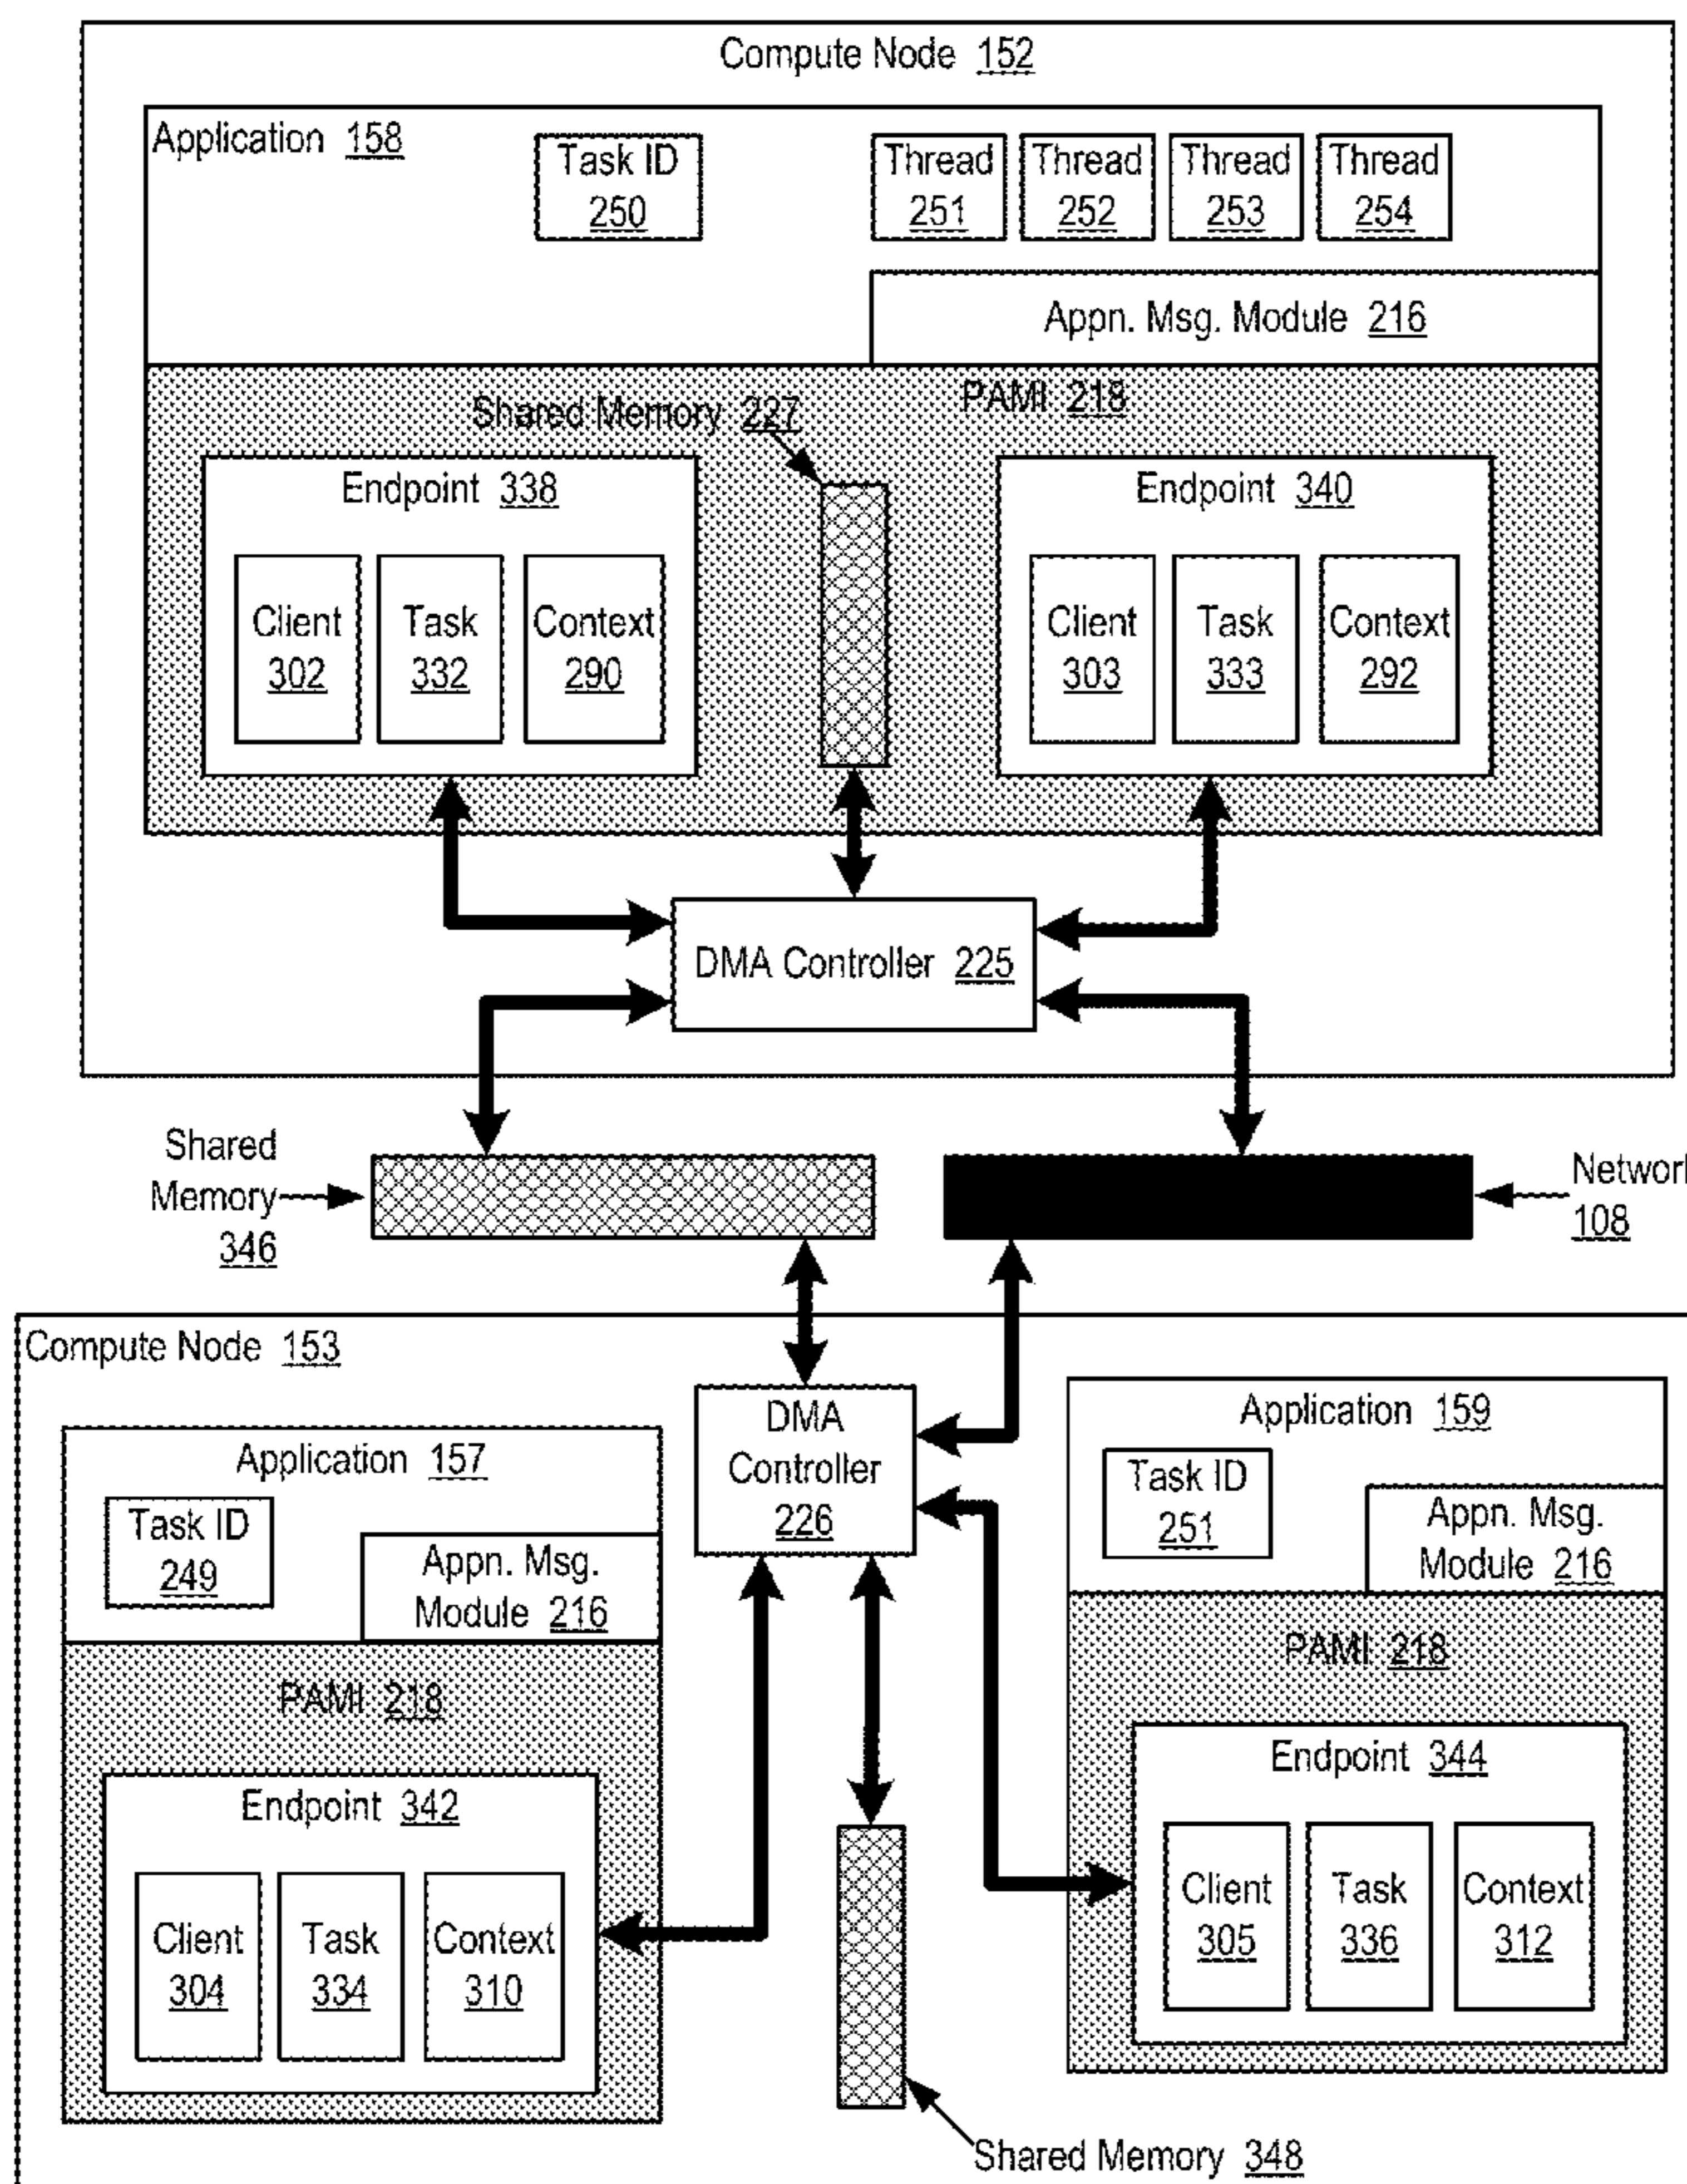 Compute Node 152
Application 158
Task ID
250
Thread
251
Thread
252
Thread
253
Thread
254
Appn. Msg. Module 216
PAMI 218
Shared Memory 227
Endpoint 338
Client
302
Task
332
Context
290
Endpoint 340
Client
303
Task
333
Context
292
DMA Controller 225
Shared
Memory
346
Network
108
Compute Node 153
DMA
Controller
226
Application 157
Task ID
249
Appn. Msg.
Module 216
PAMI 218
Endpoint 342
Client
304
Task
334
Context
310
Application 159
Task ID
251
Appn. Msg.
Module 216
PAMI 218
Endpoint 344
Client
305
Task
336
Context
312
Shared Memory 348